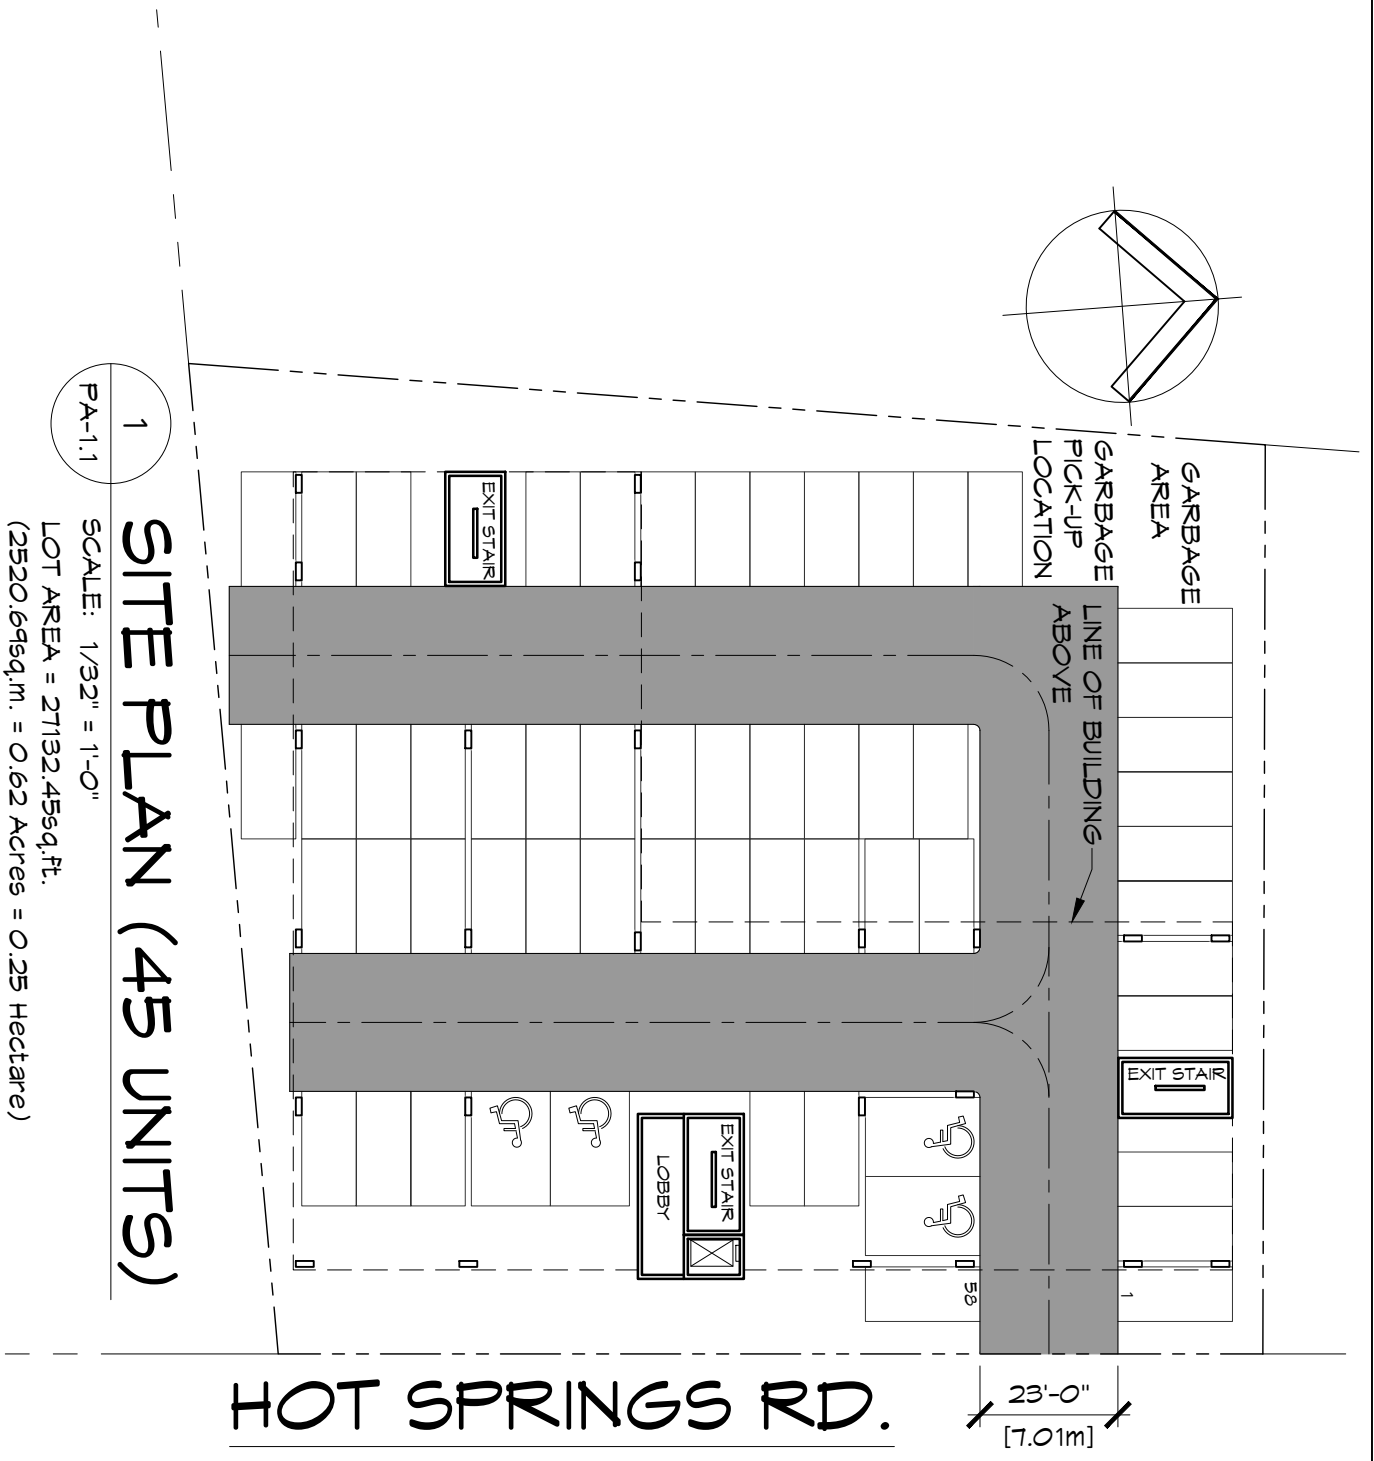 GARBAGE
AREA
GARBAGE
PICK-UP
LOCATION
LINE OF BUILDING
ABOVE
EXIT STAIR
EXIT STAIR
EXIT STAIR
LOBBY
58
1
23'-0"
[7.01m]
HOT SPRINGS RD.
1
PA-1.1
SITE PLAN (45 UNITS)
SCALE: 1/32" = 1'-0"
LOT AREA = 27132.45sq.ft.
(2520.69sq.m. = 0.62 Acres = 0.25 Hectare)